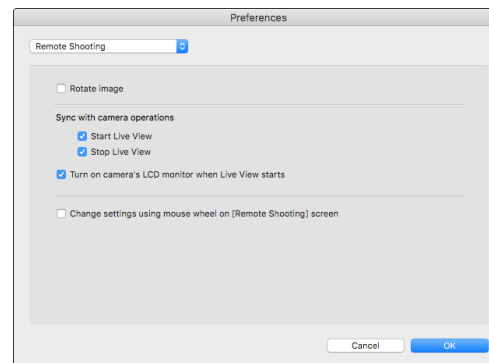 Preferences
Remote Shooting
Rotate image
Sync with camera operations
Start Live View
Stop Live View
Turn on camera's LCD monitor when Live View starts
Change settings using mouse wheel on [Remote Shooting] screen
Cancel OK